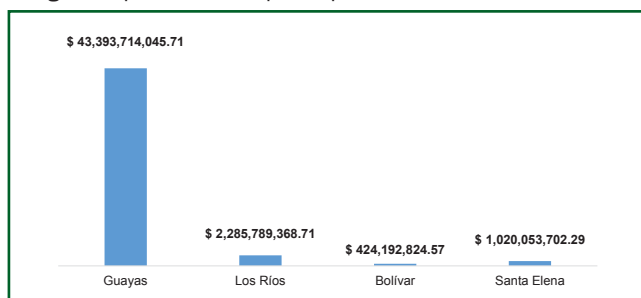 $ 43,393,714,045.71
$ 2,285,789,368.71
$ 424,192,824.57
$ 1,020,053,702.29
Guayas
Los Ríos
Bolívar
Santa Elena